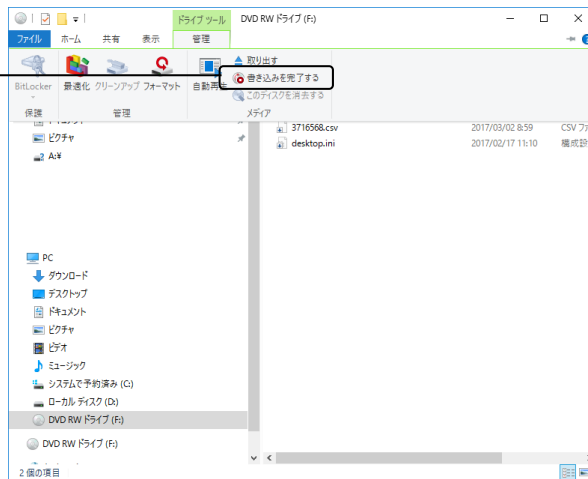 ドライブ ツール DVD RW ドライブ (F:)
ファイル ホーム 共有 表示 管理
BitLocker 最適化 クリーンアップ フォーマット 自動再生
取り出す
書き込みを完了する
このディスクを消去する
保護 管理 メディア
ピクチャ
A:¥
3716568.csv 2017/03/02 8:59 CSV
desktop.ini 2017/02/17 11:10 構成設
PC
ダウンロード
デスクトップ
ドキュメント
ピクチャ
ビデオ
ミュージック
システムで予約済み (C:)
ローカル ディスク (D:)
DVD RW ドライブ (F:)
DVD RW ドライブ (F:)
2 個の項目